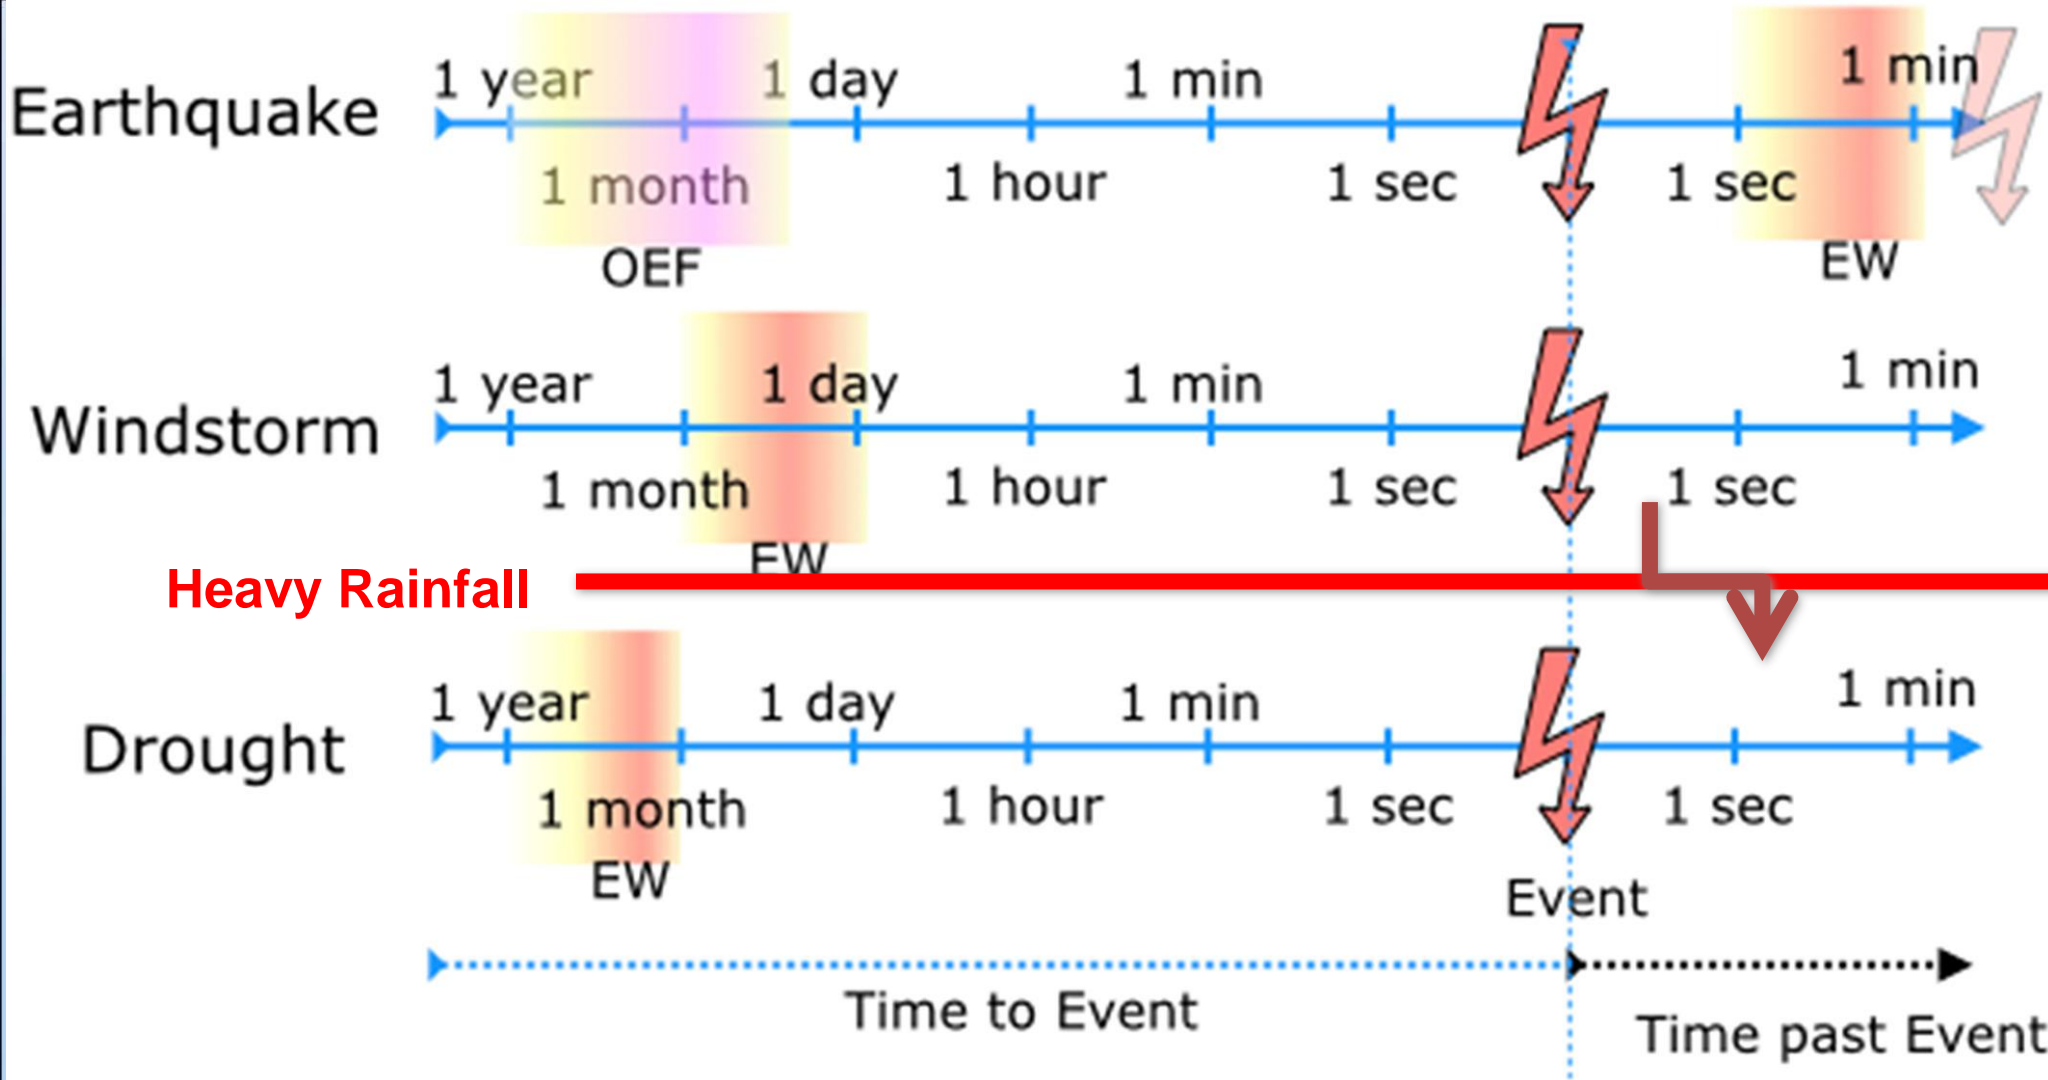 1 year 1 day 1 min 1 min
Earthquake
1 month 1 hour 1 sec 1 sec
OEF EW
1 year 1 day 1 min 1 min
Windstorm
1 month 1 hour 1 sec 1 sec
EW
Heavy Rainfall
1 year 1 day 1 min 1 min
Drought
1 month 1 hour 1 sec 1 sec
EW Event
Time to Event
Time past Event